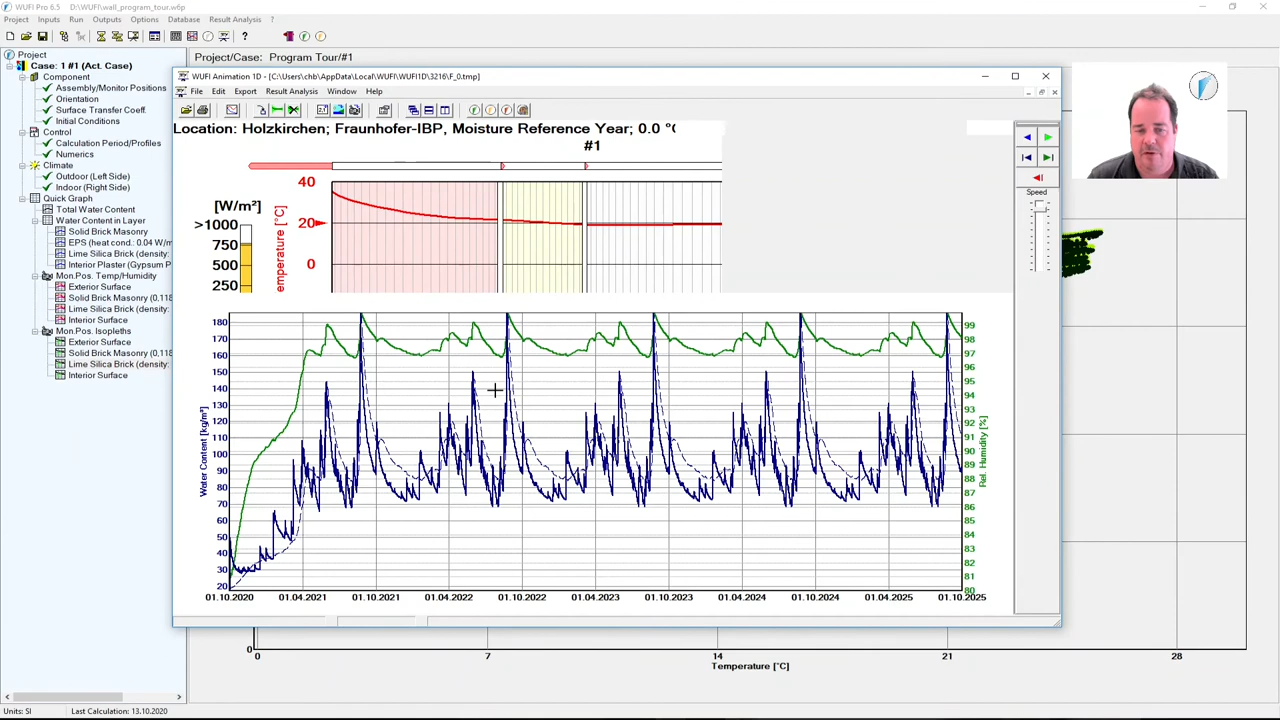 WUFI Pro 6.5 D:\WUFI\wall_program_tour.w6p
Project Inputs Run Outputs Options Database Result Analysis ?
Project
Case: 1 #1 (Act. Case)
Component
Assembly/Monitor Positions
Orientation
Surface Transfer Coeff.
Initial Conditions
Control
Calculation Period/Profiles
Numerics
Climate
Outdoor (Left Side)
Indoor (Right Side)
Quick Graph
Total Water Content
Water Content in Layer
Solid Brick Masonry
EPS (heat cond.: 0.04 W/m
Lime Silica Brick (density:
Interior Plaster (Gypsum P
Mon.Pos. Temp/Humidity
Exterior Surface
Solid Brick Masonry (0,118
Lime Silica Brick (density:
Interior Surface
Mon.Pos. Isopleths
Exterior Surface
Solid Brick Masonry (0,118
Lime Silica Brick (density:
Interior Surface
Units: SI Last Calculation: 13.10.2020
Project/Case: Program Tour/#1
WUFI Animation 1D - [C:\Users\chb\AppData\Local\WUFI\WUFI1D\3216\F_0.tmp]
File Edit Export Result Analysis Window Help
Location: Holzkirchen; Fraunhofer-IBP, Moisture Reference Year; 0.0 °C
#1
[W/m²]
>1000
750
500
250
emperature [°C]
40
20
0
Speed
Water Content [kg/m³]
180
170
160
150
140
130
120
110
100
90
80
70
60
50
40
30
20
99
98
97
96
95
94
93
92
91
90
89
88
87
86
85
84
83
82
81
80
Rel. Humidity [%]
01.10.2020 01.04.2021 01.10.2021 01.04.2022 01.10.2022 01.04.2023 01.10.2023 01.04.2024 01.10.2024 01.04.2025 01.10.2025
0
0 7 14 21 28
Temperature [°C]